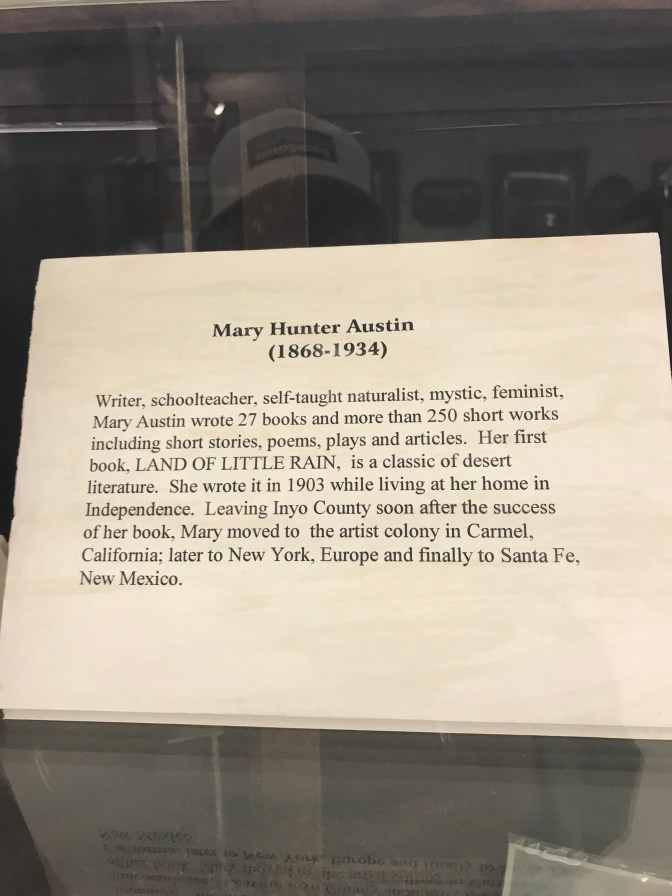 Mary Hunter Austin
(1868-1934)
Writer, schoolteacher, self-taught naturalist, mystic, feminist,
Mary Austin wrote 27 books and more than 250 short works
including short stories, poems, plays and articles.  Her first
book, LAND OF LITTLE RAIN,  is a classic of desert
literature.  She wrote it in 1903 while living at her home in
Independence.  Leaving Inyo County soon after the success
of her book, Mary moved to  the artist colony in Carmel,
California; later to New York, Europe and finally to Santa Fe,
New Mexico.